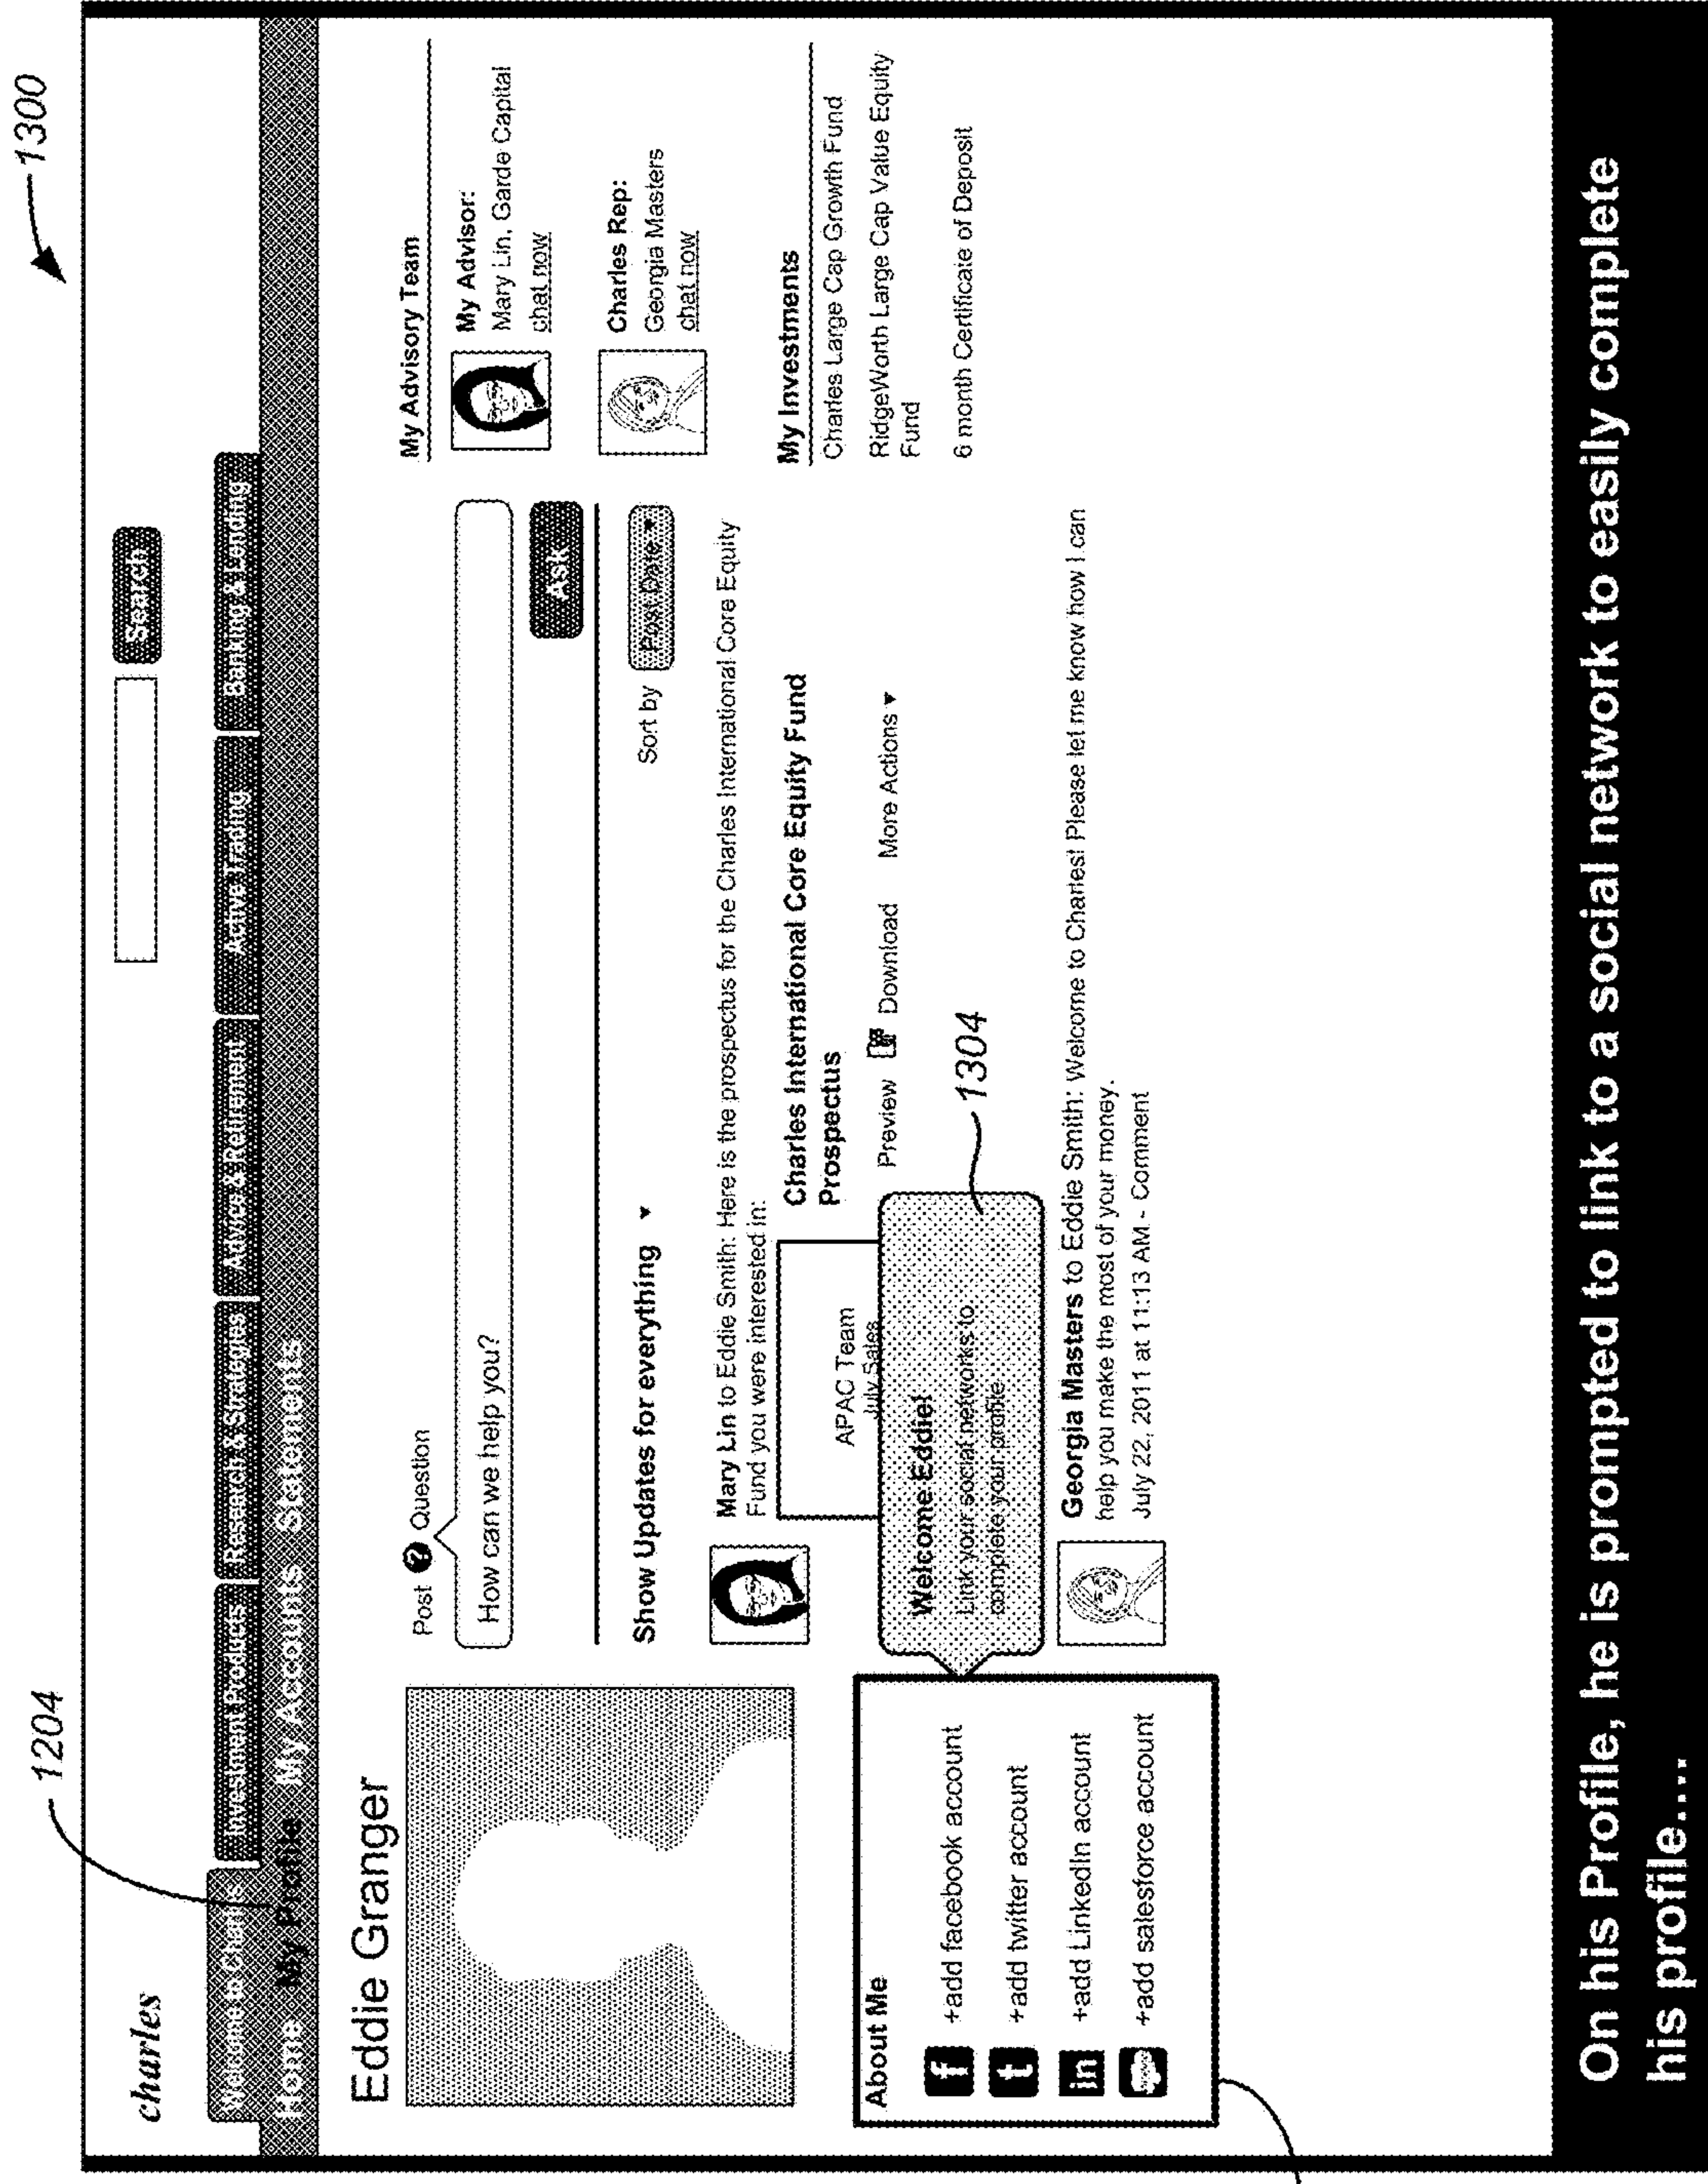 1300
1204
charles
Search
Welcome to Charles
Investment Products
Research & Strategies
Advice & Retirement
Active Trading
Banking & Lending
Home My Profile My Accounts Statements
Eddie Granger
Post ? Question
How can we help you?
Ask
Show Updates for everything ▼
Sort by Post Date ▼
Mary Lin to Eddie Smith: Here is the prospectus for the Charles International Core Equity
Fund you were interested in:
APAC Team
July Sales
Charles International Core Equity Fund
Prospectus
Preview Download More Actions ▼
1304
Welcome Eddie!
Link your social networks to
complete your profile
Georgia Masters to Eddie Smith: Welcome to Charles! Please let me know how I can
help you make the most of your money.
July 22, 2011 at 11:13 AM - Comment
About Me
f +add facebook account
t +add twitter account
in +add LinkedIn account
+add salesforce account
My Advisory Team
My Advisor:
Mary Lin, Garde Capital
chat now
Charles Rep:
Georgia Masters
chat now
My Investments
Charles Large Cap Growth Fund
RidgeWorth Large Cap Value Equity
Fund
6 month Certificate of Deposit
On his Profile, he is prompted to link to a social network to easily complete
his profile....